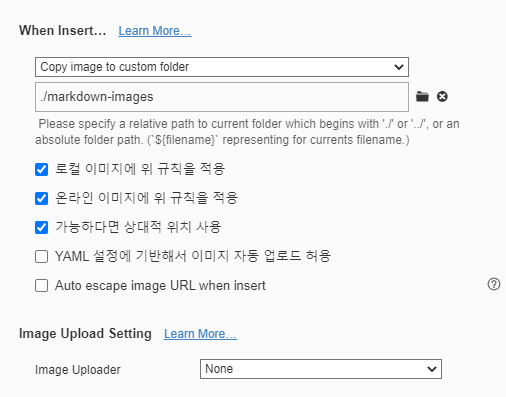 When Insert... Learn More...
Copy image to custom folder
./markdown-images
Please specify a relative path to current folder which begins with './' or '../', or an
absolute folder path. (`${filename}` representing for currents filename.)
로컬 이미지에 위 규칙을 적용
온라인 이미지에 위 규칙을 적용
가능하다면 상대적 위치 사용
YAML 설정에 기반해서 이미지 자동 업로드 허용
Auto escape image URL when insert
Image Upload Setting Learn More...
Image Uploader None